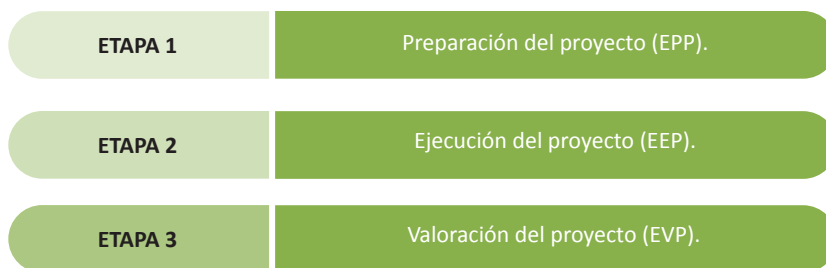 ETAPA 1 Preparación del proyecto (EPP).
ETAPA 2 Ejecución del proyecto (EEP).
ETAPA 3 Valoración del proyecto (EVP).